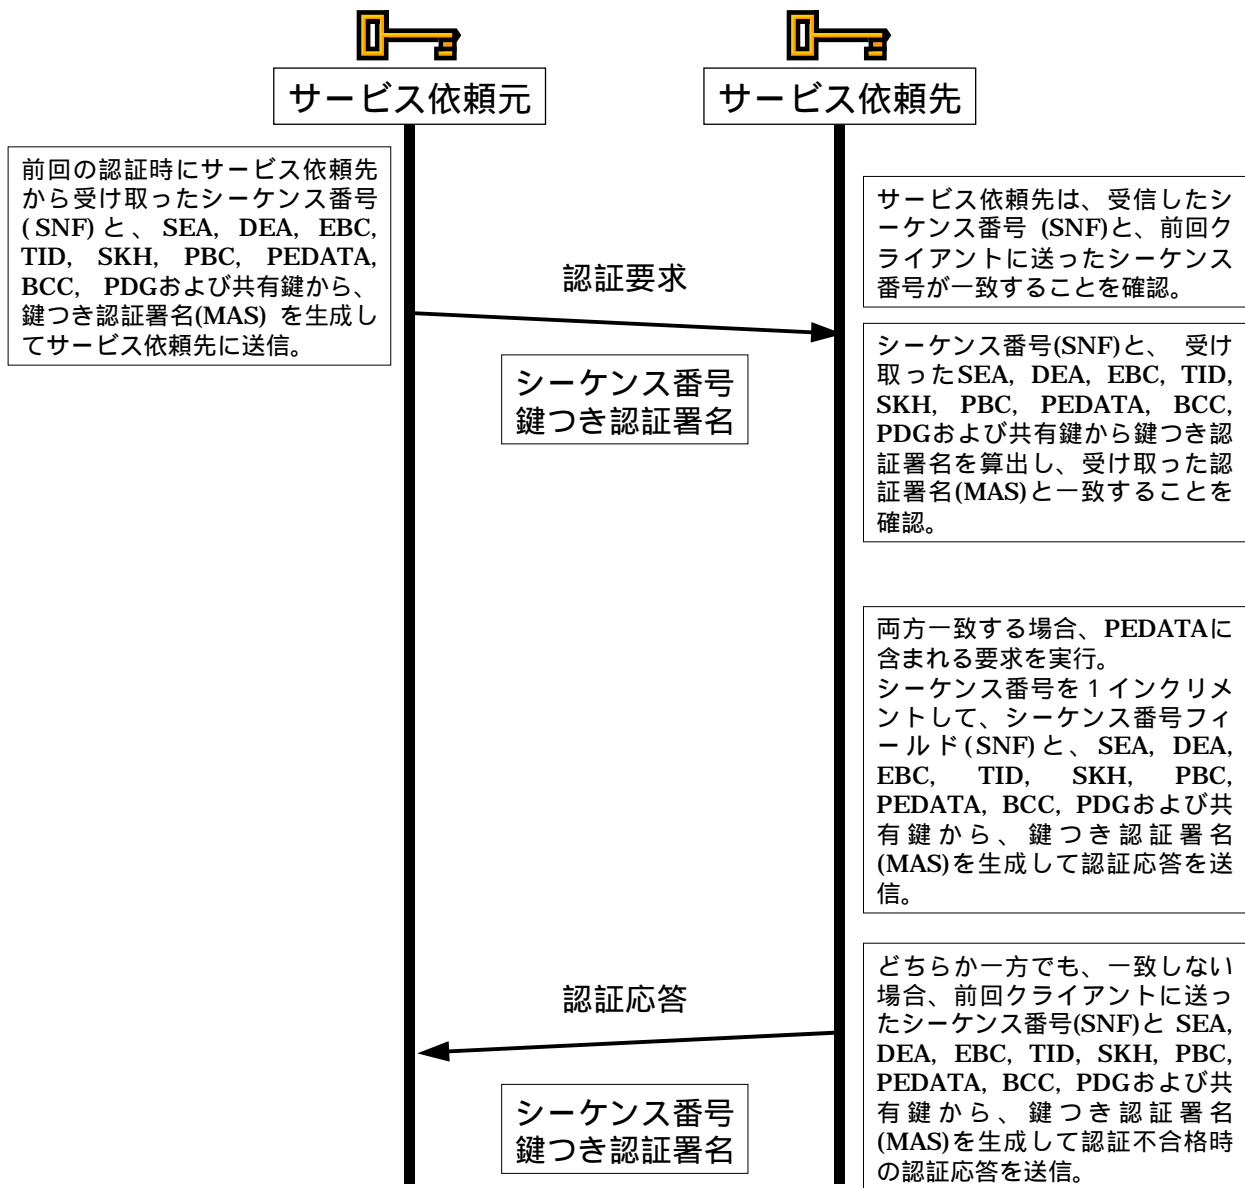 サービス依頼元
サービス依頼先
前回の認証時にサービス依頼先
から受け取ったシーケンス番号
(SNF)と、SEA, DEA, EBC,
TID, SKH, PBC, PEDATA,
BCC, PDGおよび共有鍵から、
鍵つき認証署名(MAS) を生成し
てサービス依頼先に送信。
認証要求
シーケンス番号
鍵つき認証署名
サービス依頼先は、受信したシ
ーケンス番号 (SNF)と、前回ク
ライアントに送ったシーケンス
番号が一致することを確認。
シーケンス番号(SNF)と、 受け
取ったSEA, DEA, EBC, TID,
SKH, PBC, PEDATA, BCC,
PDGおよび共有鍵から鍵つき認
証署名を算出し、受け取った認
証署名(MAS)と一致することを
確認。
両方一致する場合、PEDATAに
含まれる要求を実行。
シーケンス番号を１インクリメ
ントして、シーケンス番号フィ
ールド(SNF)と、SEA, DEA,
EBC, TID, SKH, PBC,
PEDATA, BCC, PDGおよび共
有鍵から、鍵つき認証署名
(MAS)を生成して認証応答を送
信。
認証応答
シーケンス番号
鍵つき認証署名
どちらか一方でも、一致しない
場合、前回クライアントに送っ
たシーケンス番号(SNF)と SEA,
DEA, EBC, TID, SKH, PBC,
PEDATA, BCC, PDGおよび共
有鍵から、鍵つき認証署名
(MAS)を生成して認証不合格時
の認証応答を送信。